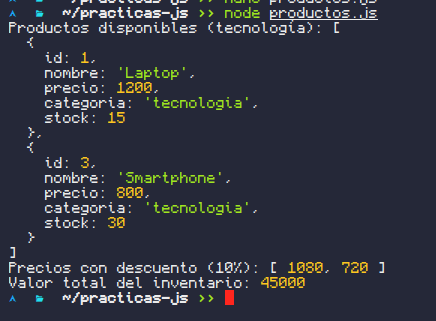 ~/practicas-js >> nano productos.js
~/practicas-js >> node productos.js
Productos disponibles (tecnología): [
  {
    id: 1,
    nombre: 'Laptop',
    precio: 1200,
    categoria: 'tecnologia',
    stock: 15
  },
  {
    id: 3,
    nombre: 'Smartphone',
    precio: 800,
    categoria: 'tecnologia',
    stock: 30
  }
]
Precios con descuento (10%): [ 1080, 720 ]
Valor total del inventario: 45000
~/practicas-js >>